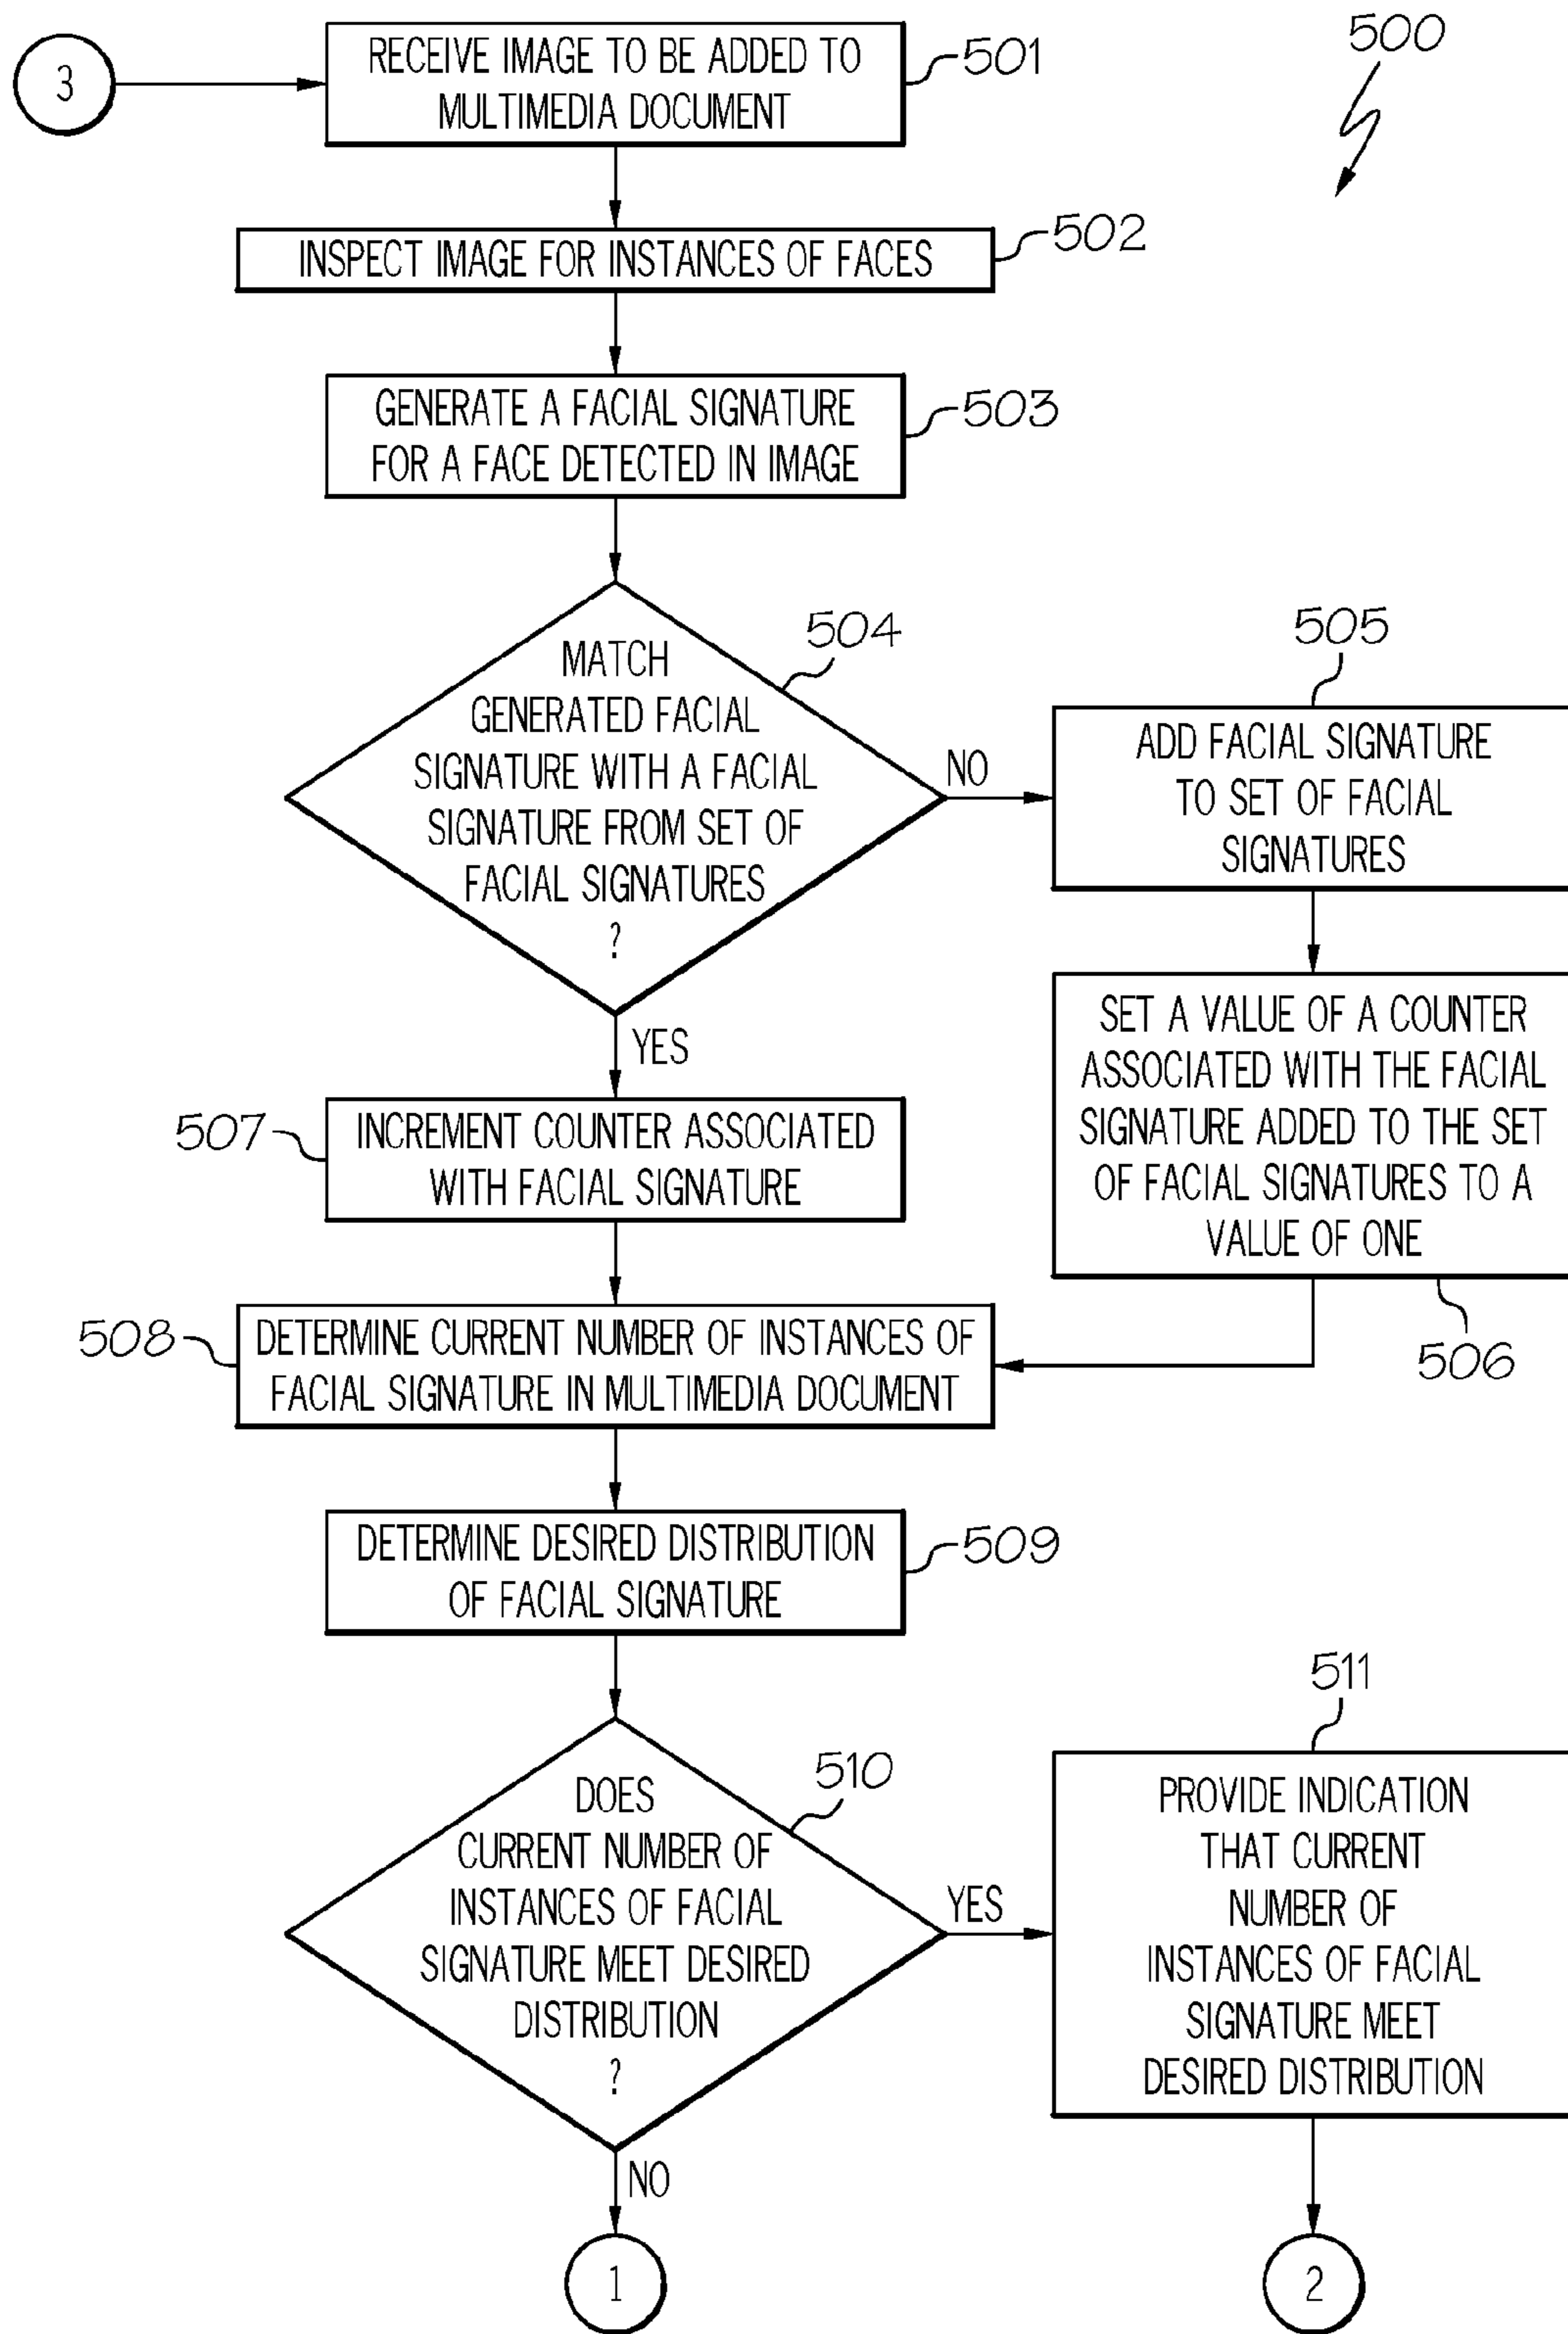 500
3
RECEIVE IMAGE TO BE ADDED TO
MULTIMEDIA DOCUMENT
501
INSPECT IMAGE FOR INSTANCES OF FACES
502
GENERATE A FACIAL SIGNATURE
FOR A FACE DETECTED IN IMAGE
503
MATCH
GENERATED FACIAL
SIGNATURE WITH A FACIAL
SIGNATURE FROM SET OF
FACIAL SIGNATURES
?
504
NO
505
ADD FACIAL SIGNATURE
TO SET OF FACIAL
SIGNATURES
SET A VALUE OF A COUNTER
ASSOCIATED WITH THE FACIAL
SIGNATURE ADDED TO THE SET
OF FACIAL SIGNATURES TO A
VALUE OF ONE
506
YES
507
INCREMENT COUNTER ASSOCIATED
WITH FACIAL SIGNATURE
508
DETERMINE CURRENT NUMBER OF INSTANCES OF
FACIAL SIGNATURE IN MULTIMEDIA DOCUMENT
DETERMINE DESIRED DISTRIBUTION
OF FACIAL SIGNATURE
509
DOES
CURRENT NUMBER OF
INSTANCES OF FACIAL
SIGNATURE MEET DESIRED
DISTRIBUTION
?
510
YES
511
PROVIDE INDICATION
THAT CURRENT
NUMBER OF
INSTANCES OF FACIAL
SIGNATURE MEET
DESIRED DISTRIBUTION
NO
1
2